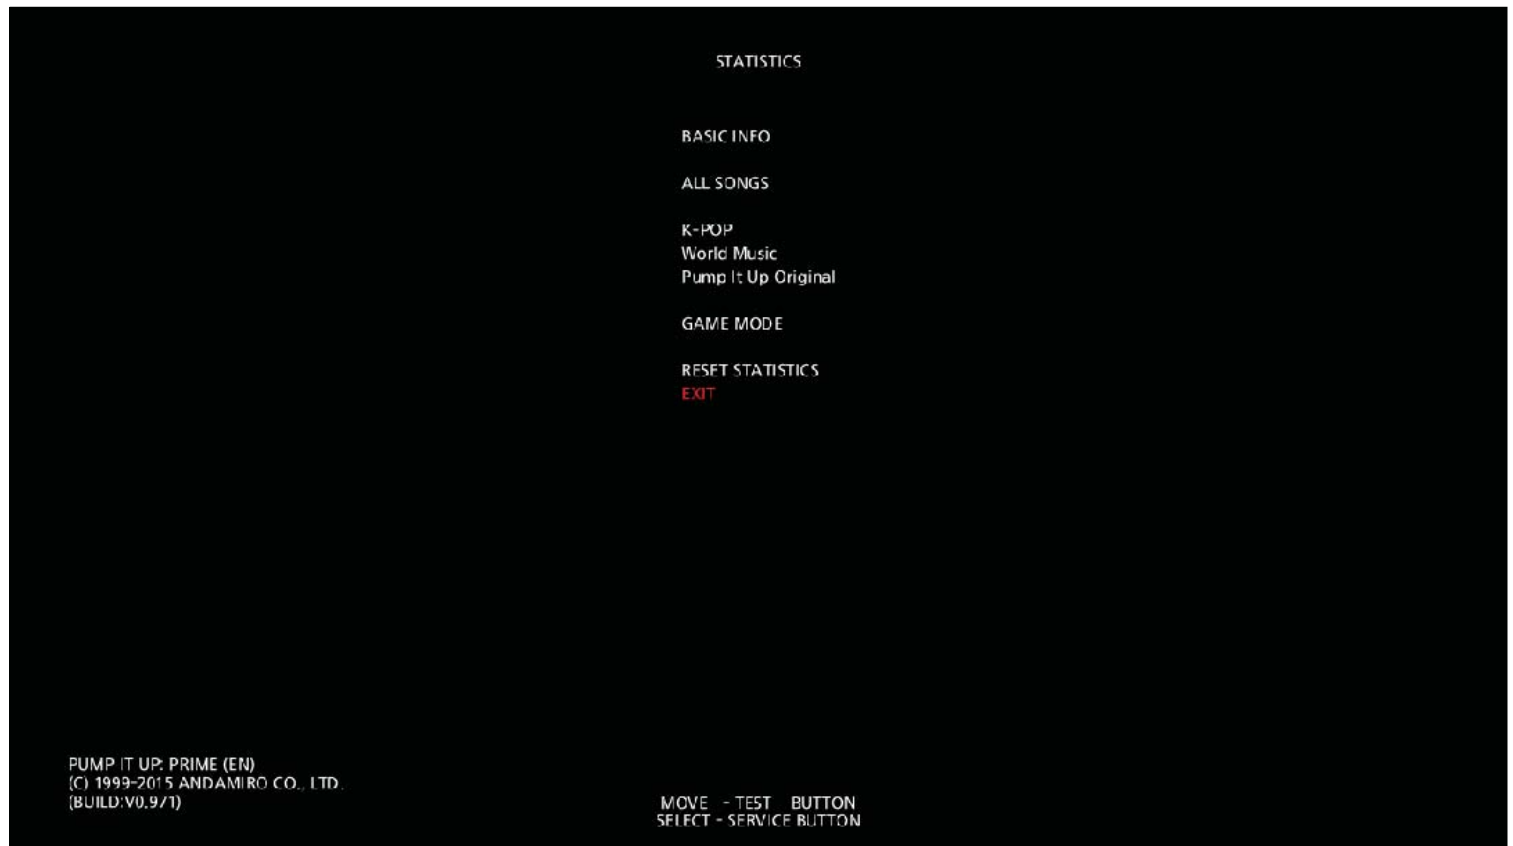 STATISTICS
BASIC INFO
ALL SONGS
K-POP
World Music
Pump It Up Original
GAME MODE
RESET STATISTICS
EXIT
PUMP IT UP: PRIME (EN)
(C) 1999-2015 ANDAMIRO CO., LTD.
(BUILD:V0.971)
MOVE - TEST BUTTON
SELECT - SERVICE BUTTON